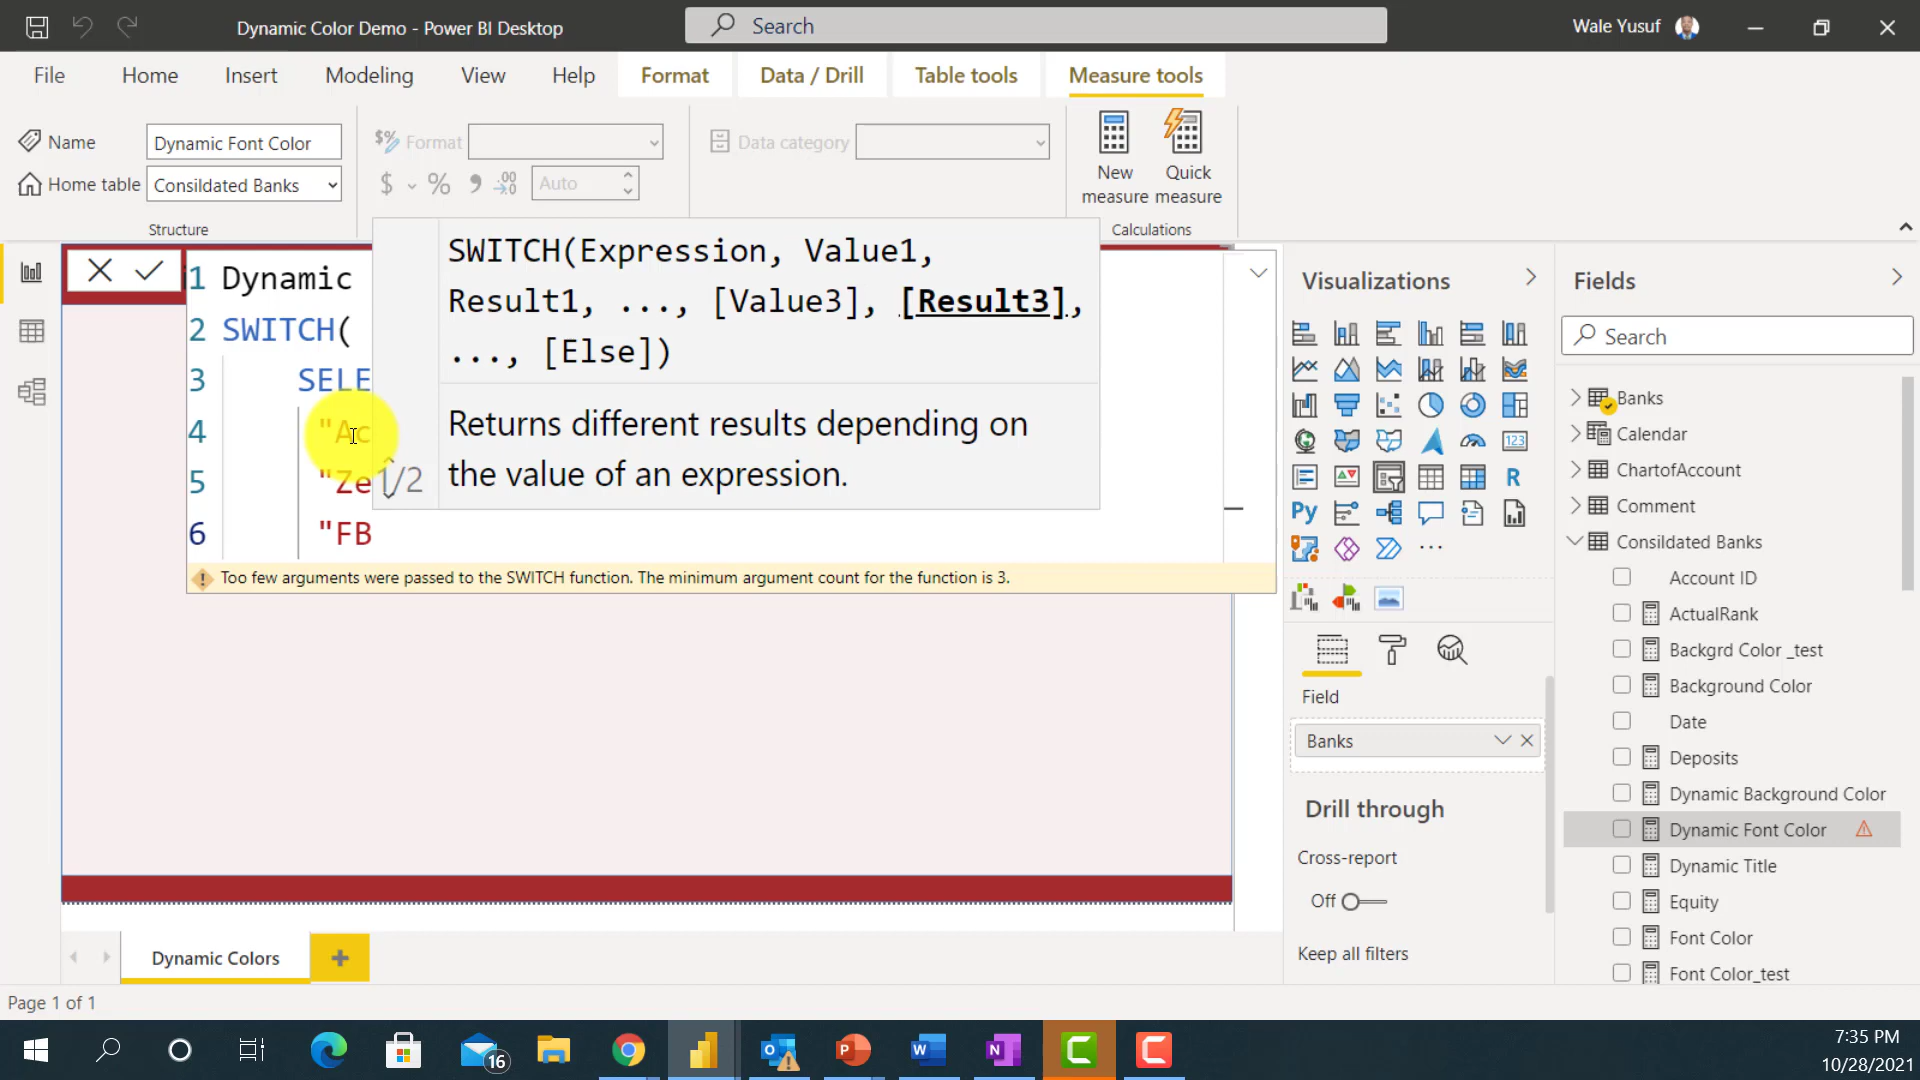 Dynamic Color Demo - Power BI Desktop
Search
Wale Yusuf
File
Home
Insert
Modeling
View
Help
Format
Data / Drill
Table tools
Measure tools
Name
Dynamic Font Color
Format
Data category
Home table
Consildated Banks
$
%
Auto
New
measure
Quick
measure
Structure
Calculations
1 Dynamic
2 SWITCH(
3 SELE
4 "Ac
5 "Ze
6 "FB
SWITCH(Expression, Value1,
Result1, ..., [Value3], [Result3],
..., [Else])
1/2
Returns different results depending on
the value of an expression.
Too few arguments were passed to the SWITCH function. The minimum argument count for the function is 3.
Visualizations
123
R
Py
Field
Banks
Drill through
Cross-report
Off
Keep all filters
Fields
Search
Banks
Calendar
ChartofAccount
Comment
Consildated Banks
Account ID
ActualRank
Backgrd Color _test
Background Color
Date
Deposits
Dynamic Background Color
Dynamic Font Color
Dynamic Title
Equity
Font Color
Font Color_test
Dynamic Colors
Page 1 of 1
16
7:35 PM
10/28/2021